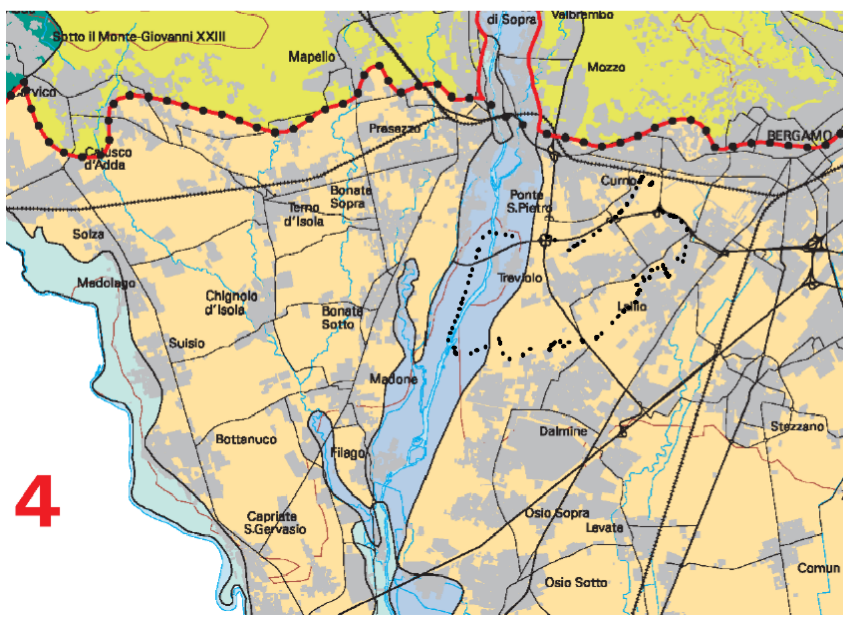 di Sopra
Valbrembo
Sotto il Monte-Giovanni XXIII
Mapello
Mozzo
Presezzo
BERGAMO
Calusco
d'Adda
Curno
Bonate
Sopra
Ponte
S.Pietro
Terno
d'Isola
Solza
Medolago
Treviolo
Chignolo
d'Isola
Bonate
Sotto
Lallio
Suisio
Madone
Bottanuco
Filago
Dalmine
Stezzano
4
Capriate
S.Gervasio
Osio Sopra
Levate
Osio Sotto
Comun